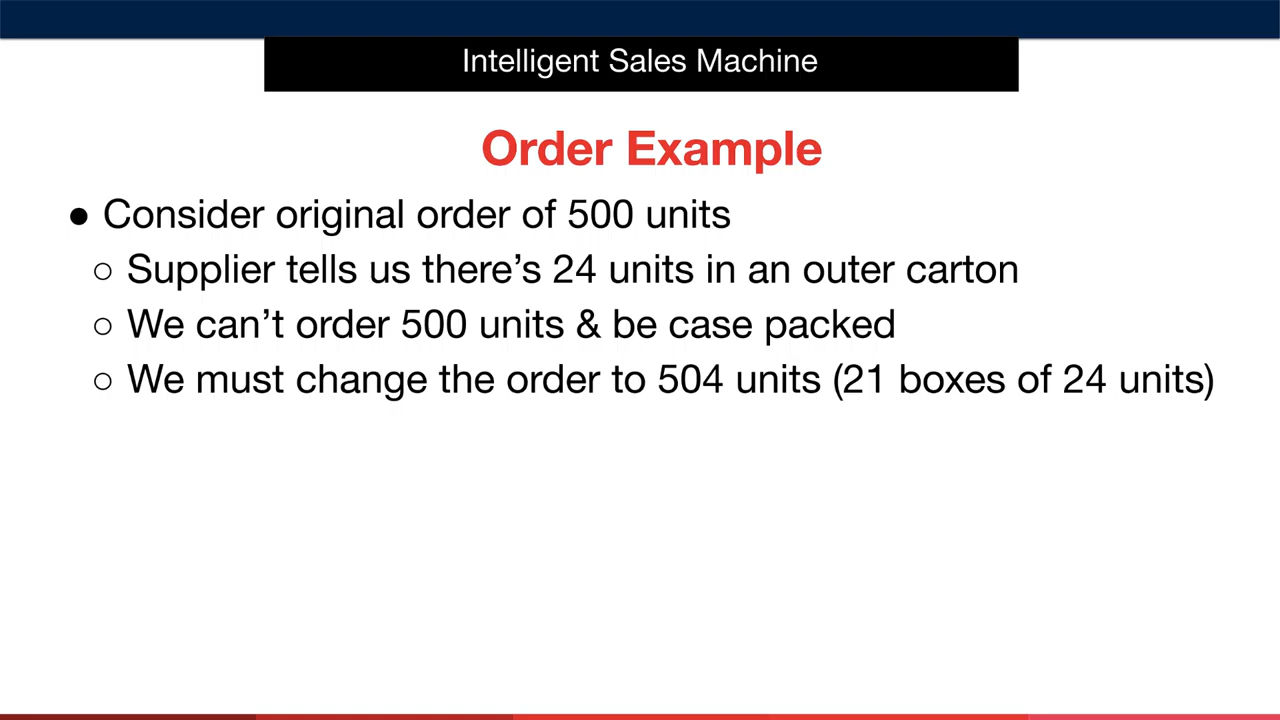 Intelligent Sales Machine
Order Example
● Consider original order of 500 units
○ Supplier tells us there’s 24 units in an outer carton
○ We can’t order 500 units & be case packed
○ We must change the order to 504 units (21 boxes of 24 units)